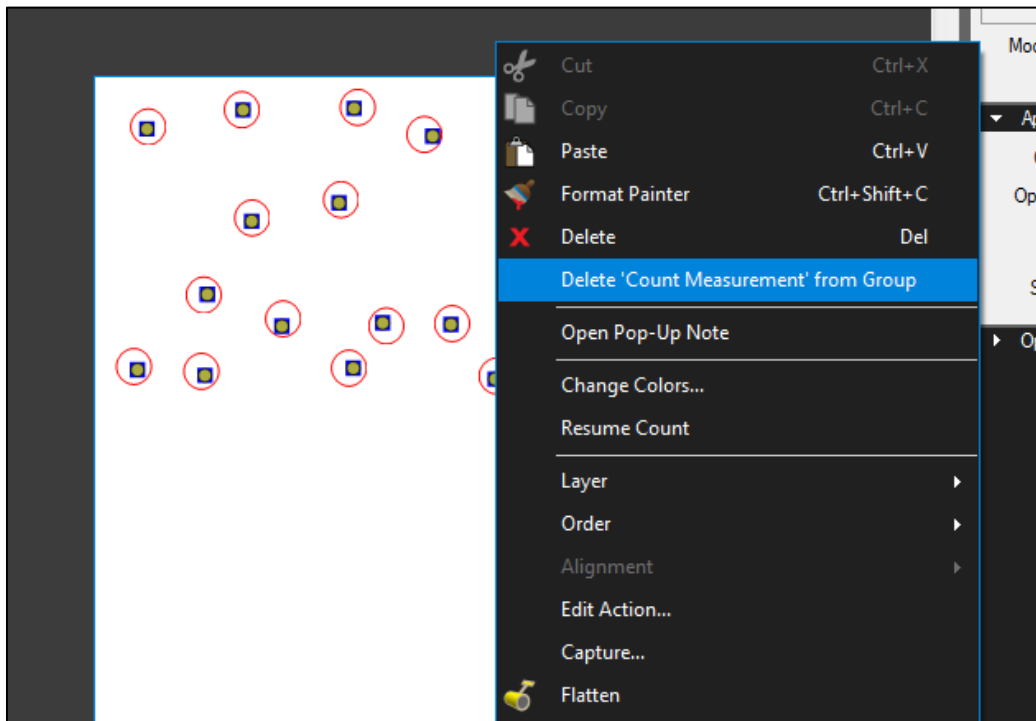 Cut Ctrl+X
Copy Ctrl+C
Paste Ctrl+V
Format Painter Ctrl+Shift+C
Delete Del
Delete 'Count Measurement' from Group
Open Pop-Up Note
Change Colors...
Resume Count
Layer
Order
Alignment
Edit Action...
Capture...
Flatten